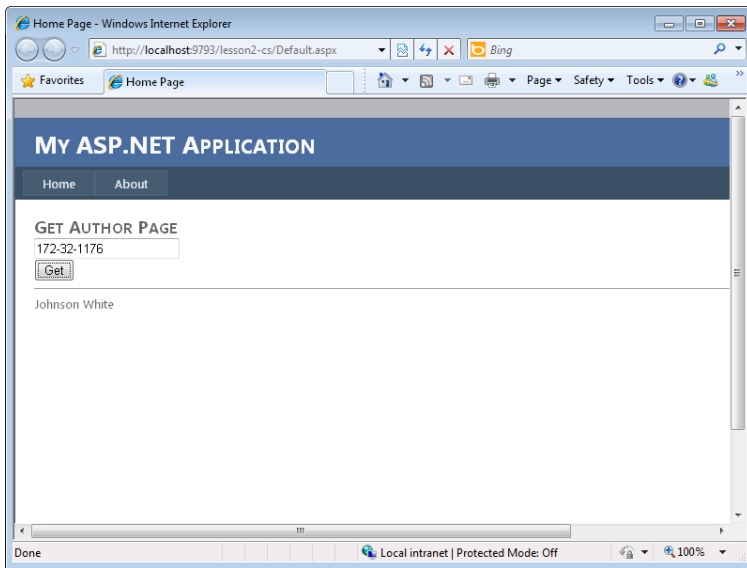 Home Page - Windows Internet Explorer
http://localhost:9793/lesson2-cs/Default.aspx
Bing
Favorites
Home Page
Page
Safety
Tools
MY ASP.NET APPLICATION
Home
About
GET AUTHOR PAGE
172-32-1176
Get
Johnson White
Done
Local intranet | Protected Mode: Off
100%